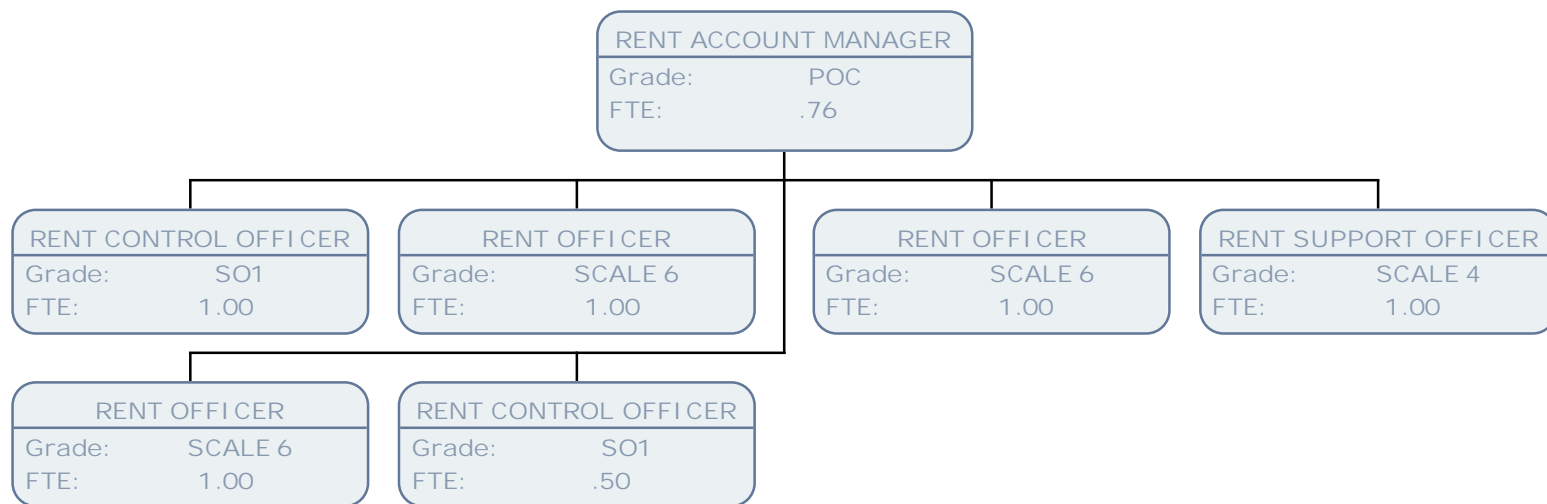 RENT ACCOUNT MANAGER
Grade: POC
FTE: .76
RENT CONTROL OFFICER
Grade: SO1
FTE: 1.00
RENT OFFICER
Grade: SCALE 6
FTE: 1.00
RENT OFFICER
Grade: SCALE 6
FTE: 1.00
RENT SUPPORT OFFICER
Grade: SCALE 4
FTE: 1.00
RENT OFFICER
Grade: SCALE 6
FTE: 1.00
RENT CONTROL OFFICER
Grade: SO1
FTE: .50